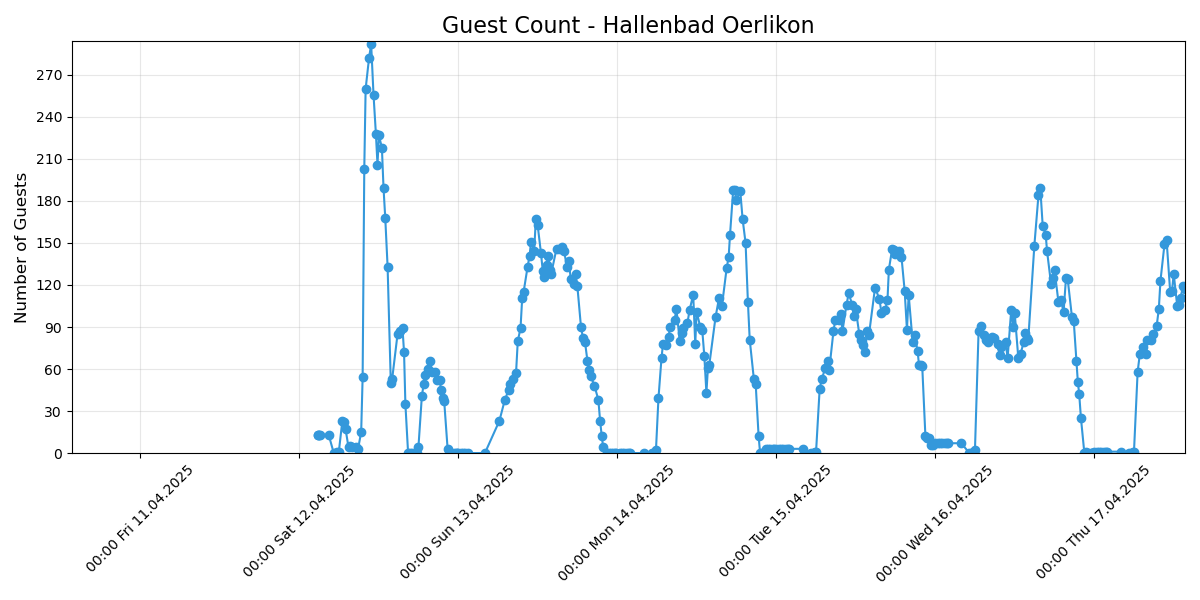 Guest Count - Hallenbad Oerlikon
Number of Guests
270
240
210
180
150
120
90
60
30
0
00:00 Fri 11.04.2025
00:00 Sat 12.04.2025
00:00 Sun 13.04.2025
00:00 Mon 14.04.2025
00:00 Tue 15.04.2025
00:00 Wed 16.04.2025
00:00 Thu 17.04.2025